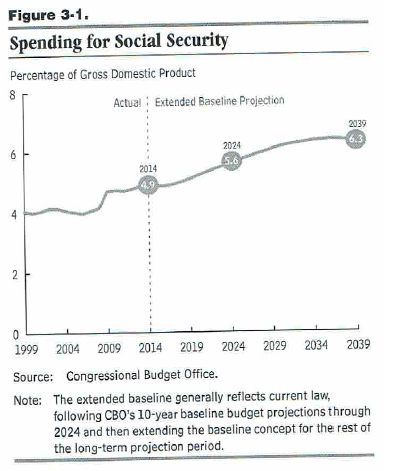 Figure 3-1.
Spending for Social Security
Percentage of Gross Domestic Product
8
Actual Extended Baseline Projection
2039
6.3
2024
5.6
6
2014
4.9
4
2
0
1999 2004 2009 2014 2019 2024 2029 2034 2039
Source: Congressional Budget Office.
Note: The extended baseline generally reflects current law,
following CBO's 10-year baseline budget projections through
2024 and then extending the baseline concept for the rest of
the long-term projection period.